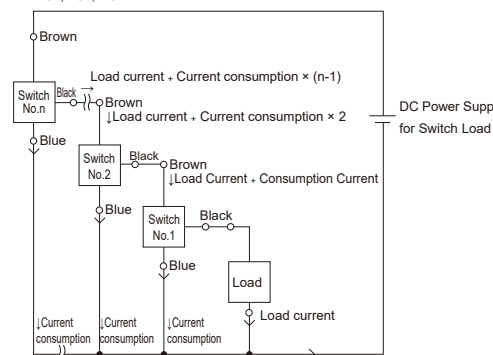 Brown
Black
Load current + Current consumption × (n-1)
Switch
No.n
Brown
↓Load current + Current consumption × 2
DC Power Supp
for Switch Load
Blue
Switch
No.2
Black
Brown
↓Load Current + Consumption Current
Blue
Switch
No.1
Black
Blue
Load
Load current
↓Current
consumption
↓Current
consumption
↓Current
consumption